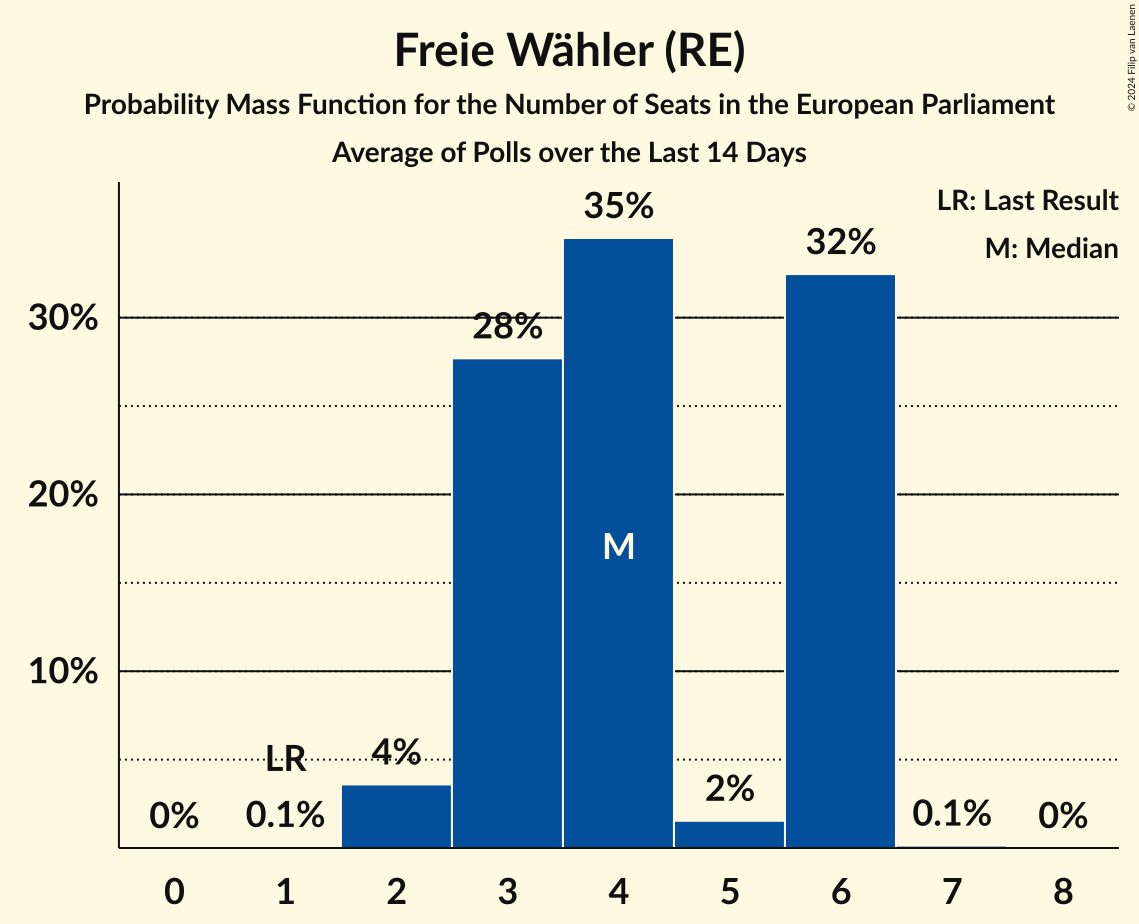 Freie Wähler (RE)
Probability Mass Function for the Number of Seats in the European Parliament
Average of Polls over the Last 14 Days
© 2024 Filip van Laenen
LR: Last Result
M: Median
35%
32%
30%
28%
20%
M
10%
LR
4%
2%
0%
0.1%
0.1%
0%
0 1 2 3 4 5 6 7 8